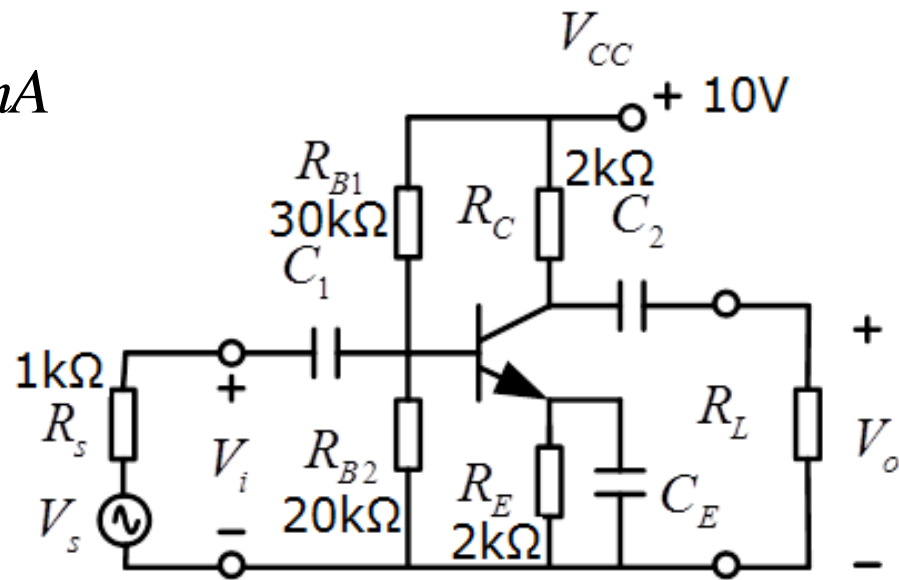 mA
V_CC
+ 10V
R_B1
30kΩ
2kΩ
R_C
C_2
C_1
1kΩ
R_s
+
V_i
−
V_s
R_B2
20kΩ
R_E
2kΩ
C_E
R_L
+
V_o
−